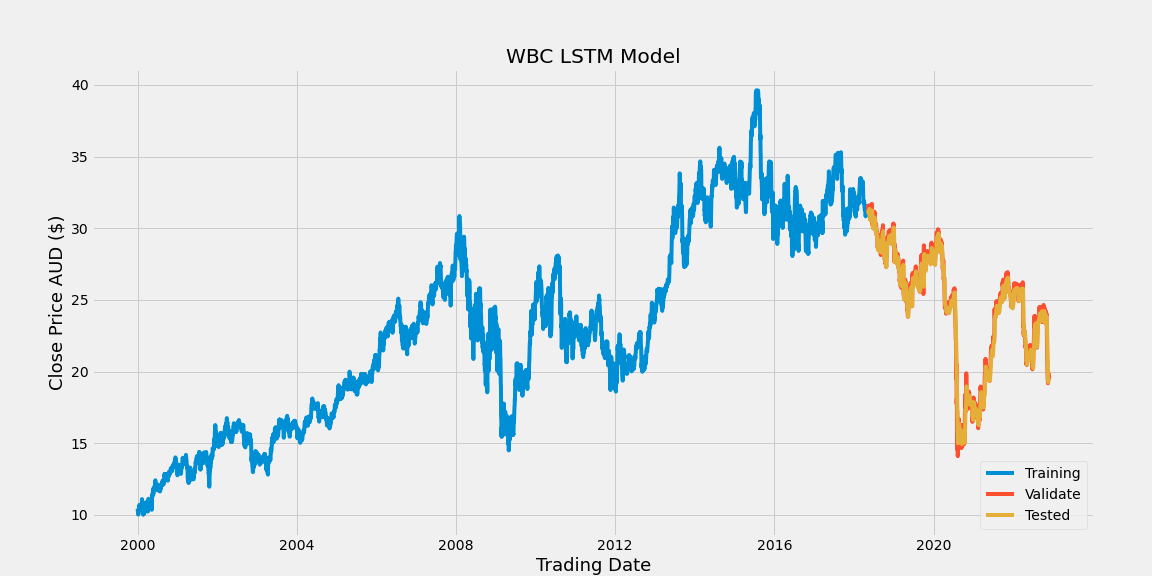 WBC LSTM Model
Close Price AUD ($)
40
35
30
25
20
15
10
2000
2004
2008
2012
2016
2020
Trading Date
Training
Validate
Tested